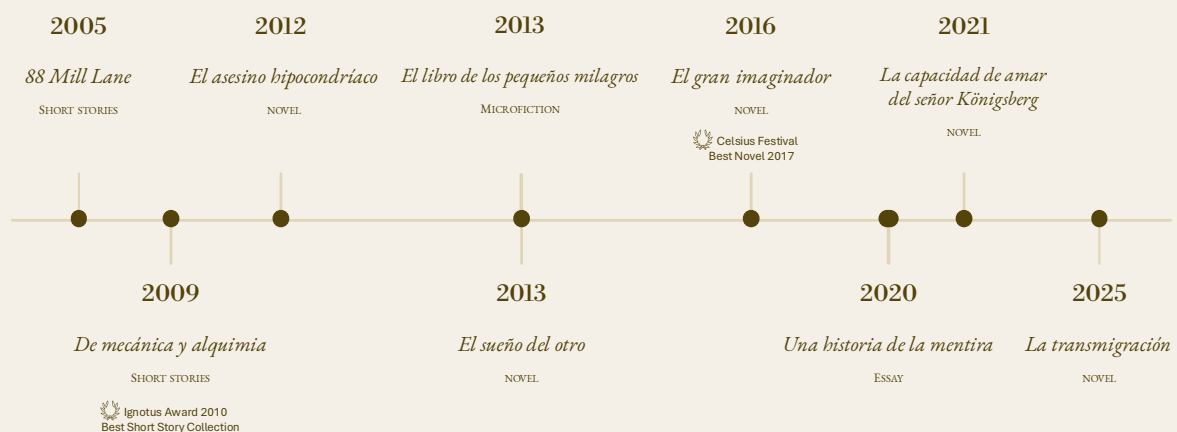 2005
88 Mill Lane
Short stories
2012
El asesino hipocondríaco
novel
2013
El libro de los pequeños milagros
Microfiction
2016
El gran imaginador
novel
Celsius Festival
Best Novel 2017
2021
La capacidad de amar
del señor Königsberg
novel
2009
De mecánica y alquimia
Short stories
Ignotus Award 2010
Best Short Story Collection
2013
El sueño del otro
novel
2020
Una historia de la mentira
Essay
2025
La transmigración
novel